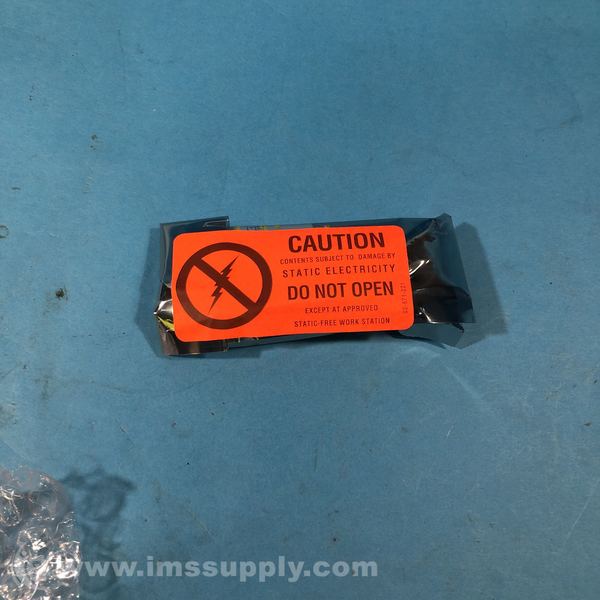 CAUTION
CONTENTS SUBJECT TO DAMAGE BY
STATIC ELECTRICITY
DO NOT OPEN
EXCEPT AT APPROVED
STATIC-FREE WORK STATION
www.imssupply.com